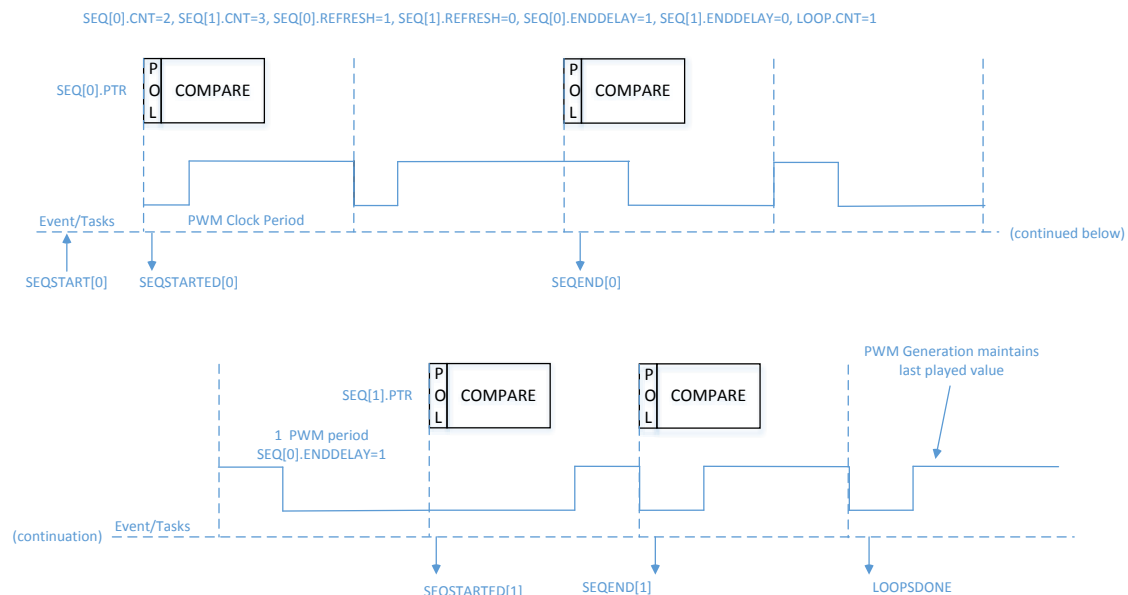 SEQ[0].CNT=2, SEQ[1].CNT=3, SEQ[0].REFRESH=1, SEQ[1].REFRESH=0, SEQ[0].ENDDELAY=1, SEQ[1].ENDDELAY=0, LOOP.CNT=1
SEQ[0].PTR
P
O
L
COMPARE
P
O
L
COMPARE
Event/Tasks
PWM Clock Period
(continued below)
SEQSTART[0]
SEQSTARTED[0]
SEQEND[0]
SEQ[1].PTR
P
O
L
COMPARE
P
O
L
COMPARE
PWM Generation maintains
last played value
1 PWM period
SEQ[0].ENDDELAY=1
(continuation)
Event/Tasks
SEQSTARTED[1]
SEQEND[1]
LOOPSDONE